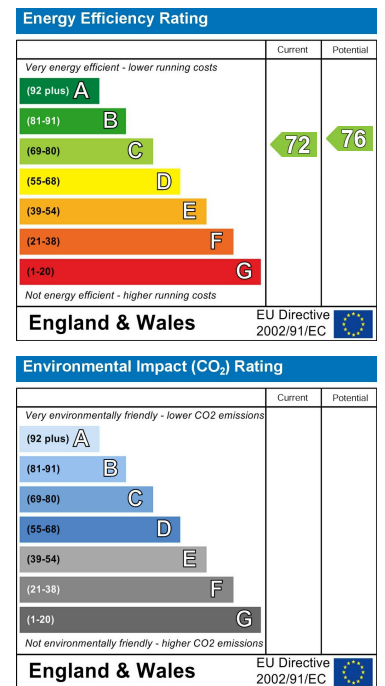 Energy Efficiency Rating
Current Potential
Very energy efficient - lower running costs
(92 plus) A
(81-91) B
(69-80) C
72 76
(55-68) D
(39-54) E
(21-38) F
(1-20) G
Not energy efficient - higher running costs
England & Wales
EU Directive
2002/91/EC
Environmental Impact (CO₂) Rating
Current Potential
Very environmentally friendly - lower CO2 emissions
(92 plus) A
(81-91) B
(69-80) C
(55-68) D
(39-54) E
(21-38) F
(1-20) G
Not environmentally friendly - higher CO2 emissions
England & Wales
EU Directive
2002/91/EC